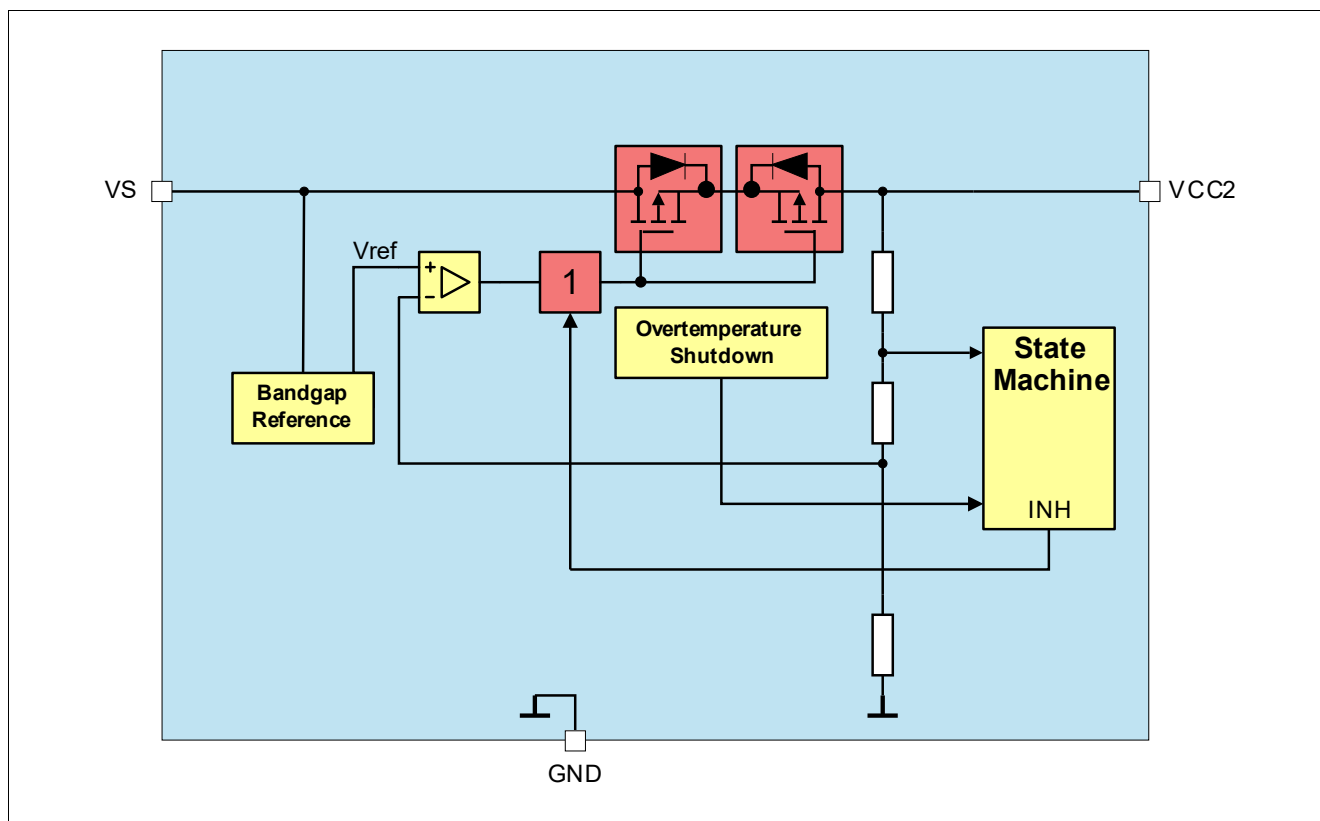 VS
VCC2
Vref
+
−
1
Overtemperature
Shutdown
State
Machine
Bandgap
Reference
INH
GND